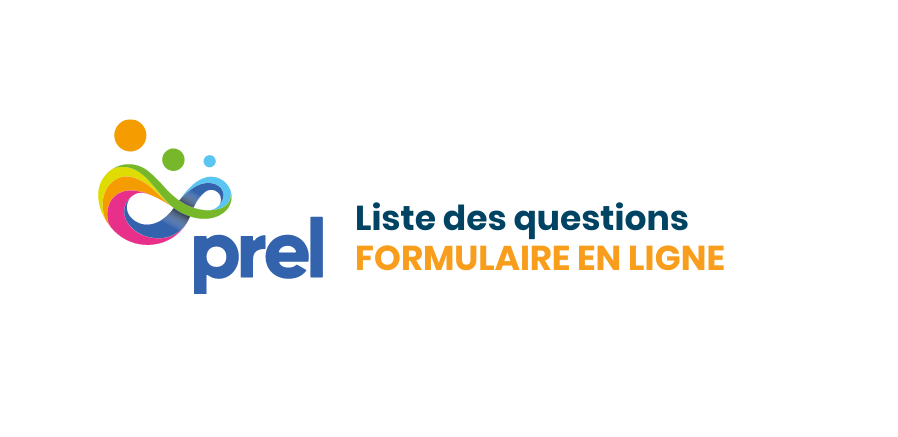 prel
Liste des questions
FORMULAIRE EN LIGNE